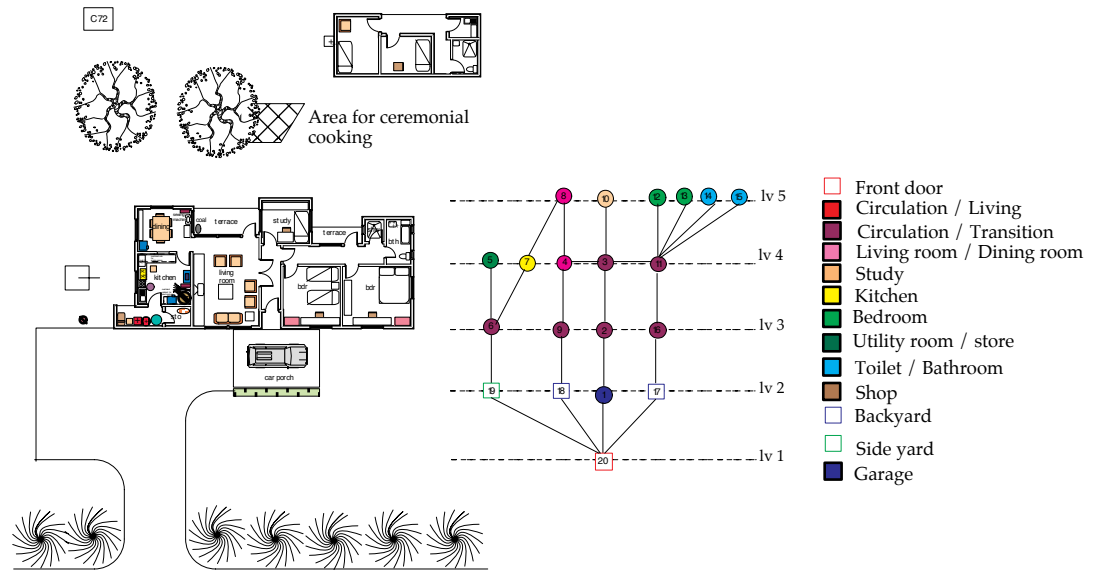 C72
Area for ceremonial
cooking
dining
coal
terrace
study
terrace
bth
kitchen
living
room
bdr
bdr
sto
car porch
8
10
12
13
14
15
lv 5
5
7
4
3
11
lv 4
6
9
2
16
lv 3
19
18
1
17
lv 2
20
lv 1
Front door
Circulation / Living
Circulation / Transition
Living room / Dining room
Study
Kitchen
Bedroom
Utility room / store
Toilet / Bathroom
Shop
Backyard
Side yard
Garage